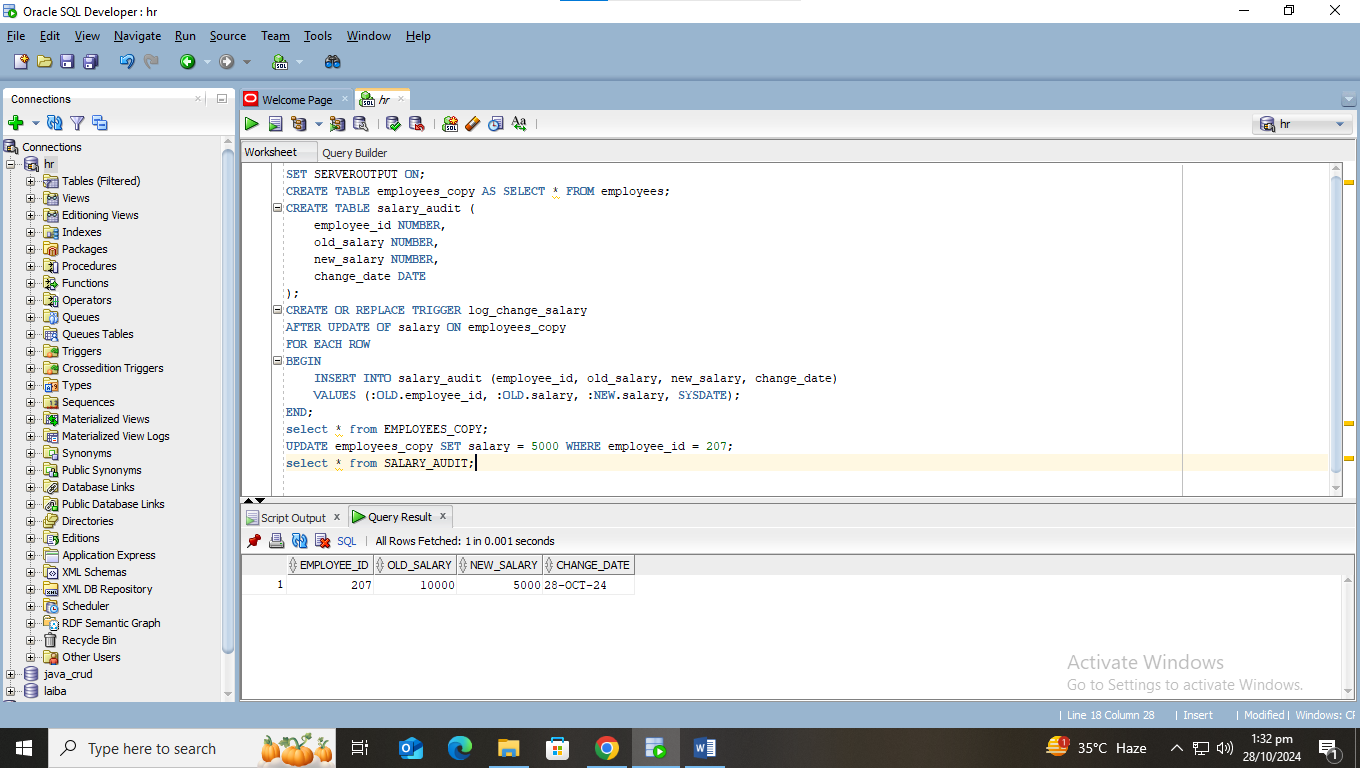 Oracle SQL Developer : hr
File Edit View Navigate Run Source Team Tools Window Help
Connections
Welcome Page
hr
hr
Worksheet Query Builder
Connections
hr
Tables (Filtered)
Views
Editioning Views
Indexes
Packages
Procedures
Functions
Operators
Queues
Queues Tables
Triggers
Crossedition Triggers
Types
Sequences
Materialized Views
Materialized View Logs
Synonyms
Public Synonyms
Database Links
Public Database Links
Directories
Editions
Application Express
XML Schemas
XML DB Repository
Scheduler
RDF Semantic Graph
Recycle Bin
Other Users
java_crud
laiba
SET SERVEROUTPUT ON;
CREATE TABLE employees_copy AS SELECT * FROM employees;
CREATE TABLE salary_audit (
employee_id NUMBER,
old_salary NUMBER,
new_salary NUMBER,
change_date DATE
);
CREATE OR REPLACE TRIGGER log_change_salary
AFTER UPDATE OF salary ON employees_copy
FOR EACH ROW
BEGIN
INSERT INTO salary_audit (employee_id, old_salary, new_salary, change_date)
VALUES (:OLD.employee_id, :OLD.salary, :NEW.salary, SYSDATE);
END;
select * from EMPLOYEES_COPY;
UPDATE employees_copy SET salary = 5000 WHERE employee_id = 207;
select * from SALARY_AUDIT;
Script Output x Query Result x
SQL | All Rows Fetched: 1 in 0.001 seconds
EMPLOYEE_ID OLD_SALARY NEW_SALARY CHANGE_DATE
1 207 10000 5000 28-OCT-24
Activate Windows
Go to Settings to activate Windows.
| Line 18 Column 28 | Insert | Modified | Windows: CF
Type here to search
35°C Haze
1:32 pm
28/10/2024
1